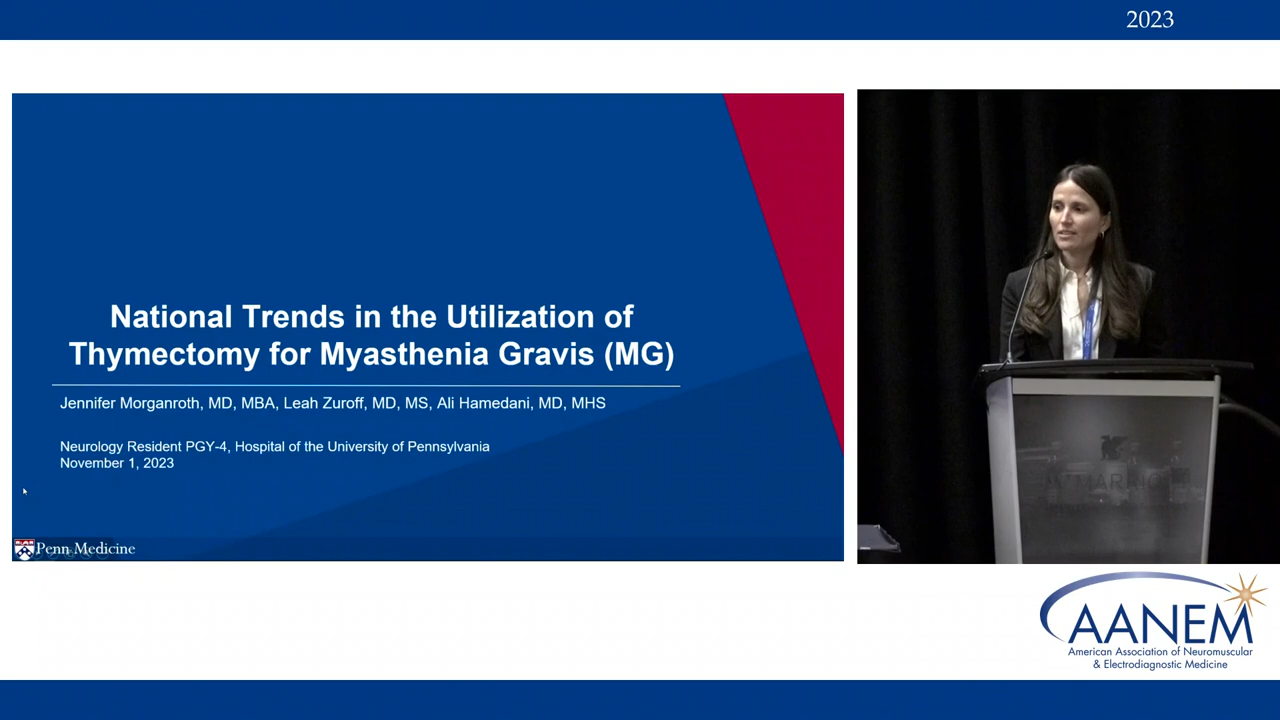 2023
National Trends in the Utilization of
Thymectomy for Myasthenia Gravis (MG)
Jennifer Morganroth, MD, MBA, Leah Zuroff, MD, MS, Ali Hamedani, MD, MHS
Neurology Resident PGY-4, Hospital of the University of Pennsylvania
November 1, 2023
Penn Medicine
AANEM
American Association of Neuromuscular
& Electrodiagnostic Medicine